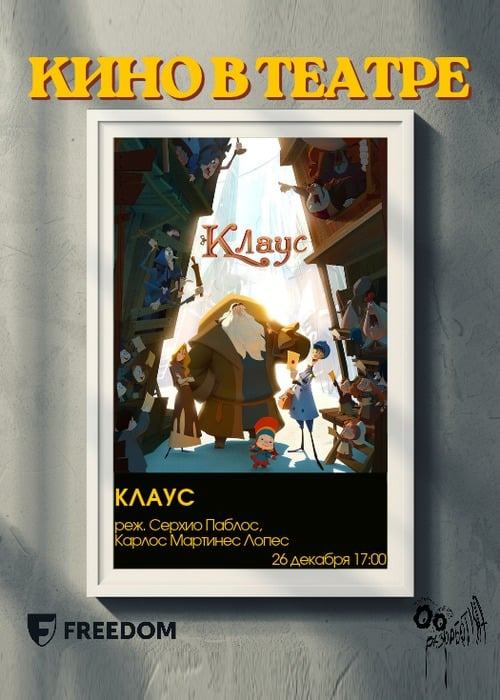 КИНО В ТЕАТРЕ
Клаус
КЛАУС
реж. Серхио Паблос,
Карлос Мартинес Лопес
26 декабря 17:00
FREEDOM